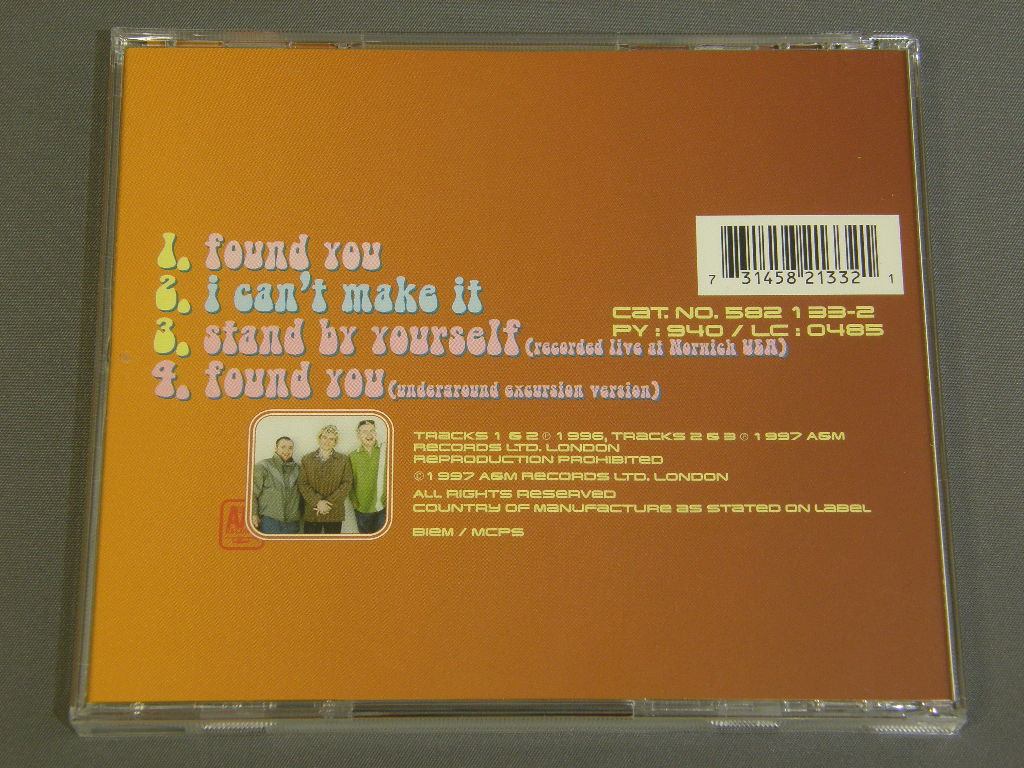 1. found you
2. i can't make it
3. stand by yourself (recorded live at Norwich UEA)
4. found you (underground excursion version)
7 31458 21332 1
CAT. NO. 582 133-2
PY : 940 / LC : 0485
TRACKS 1 & 2 ℗ 1996, TRACKS 2 & 3 ℗ 1997 A&M
RECORDS LTD. LONDON
REPRODUCTION PROHIBITED
© 1997 A&M RECORDS LTD. LONDON
ALL RIGHTS RESERVED
COUNTRY OF MANUFACTURE AS STATED ON LABEL
BIEM / MCPS